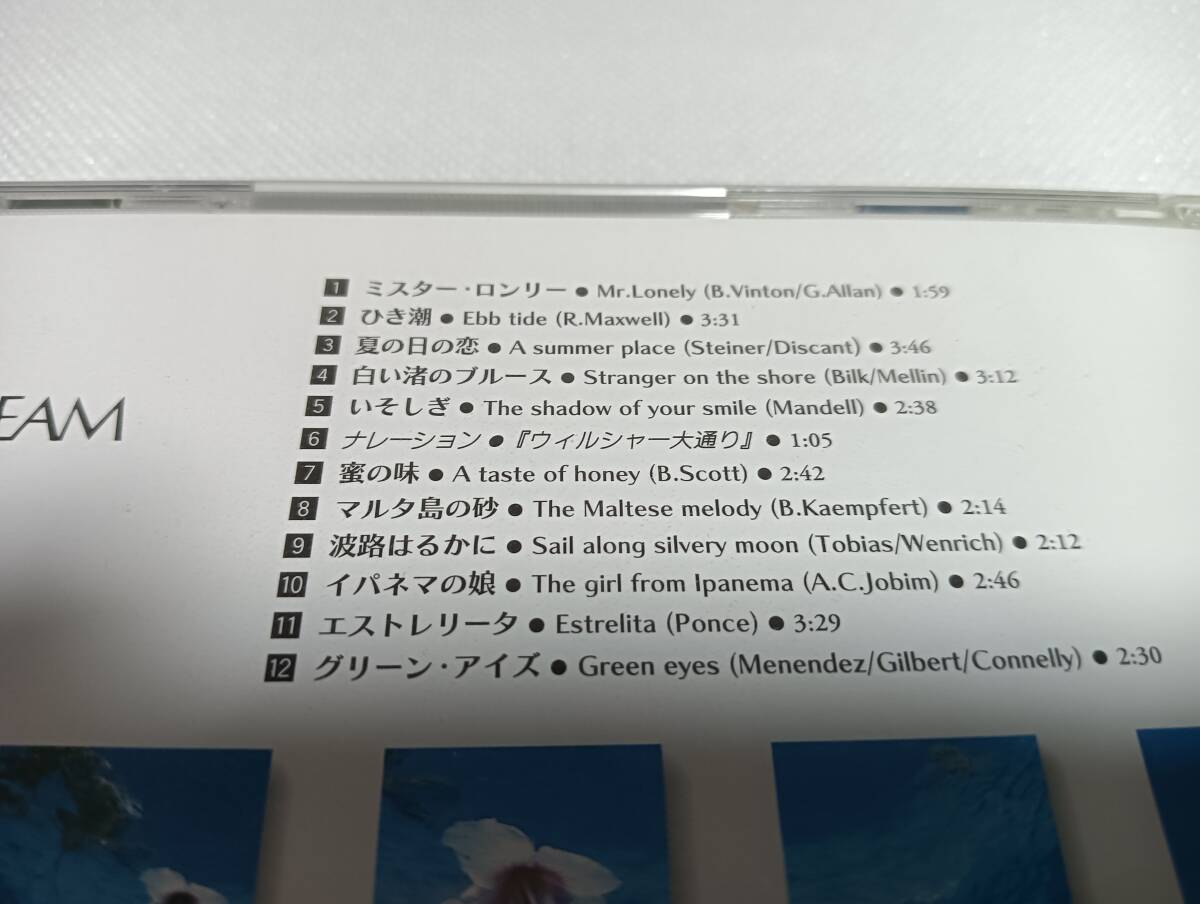 1 ミスター・ロンリー ● Mr.Lonely (B.Vinton/G.Allan) ● 1:59
2 ひき潮 ● Ebb tide (R.Maxwell) ● 3:31
3 夏の日の恋 ● A summer place (Steiner/Discant) ● 3:46
4 白い渚のブルース ● Stranger on the shore (Bilk/Mellin) ● 3:12
EAM
5 いそしぎ ● The shadow of your smile (Mandell) ● 2:38
6 ナレーション ●『ウィルシャー大通り』 ● 1:05
7 蜜の味 ● A taste of honey (B.Scott) ● 2:42
8 マルタ島の砂 ● The Maltese melody (B.Kaempfert) ● 2:14
9 波路はるかに ● Sail along silvery moon (Tobias/Wenrich) ● 2:12
10 イパネマの娘 ● The girl from Ipanema (A.C.Jobim) ● 2:46
11 エストレリータ ● Estrelita (Ponce) ● 3:29
12 グリーン・アイズ ● Green eyes (Menendez/Gilbert/Connelly) ● 2:30